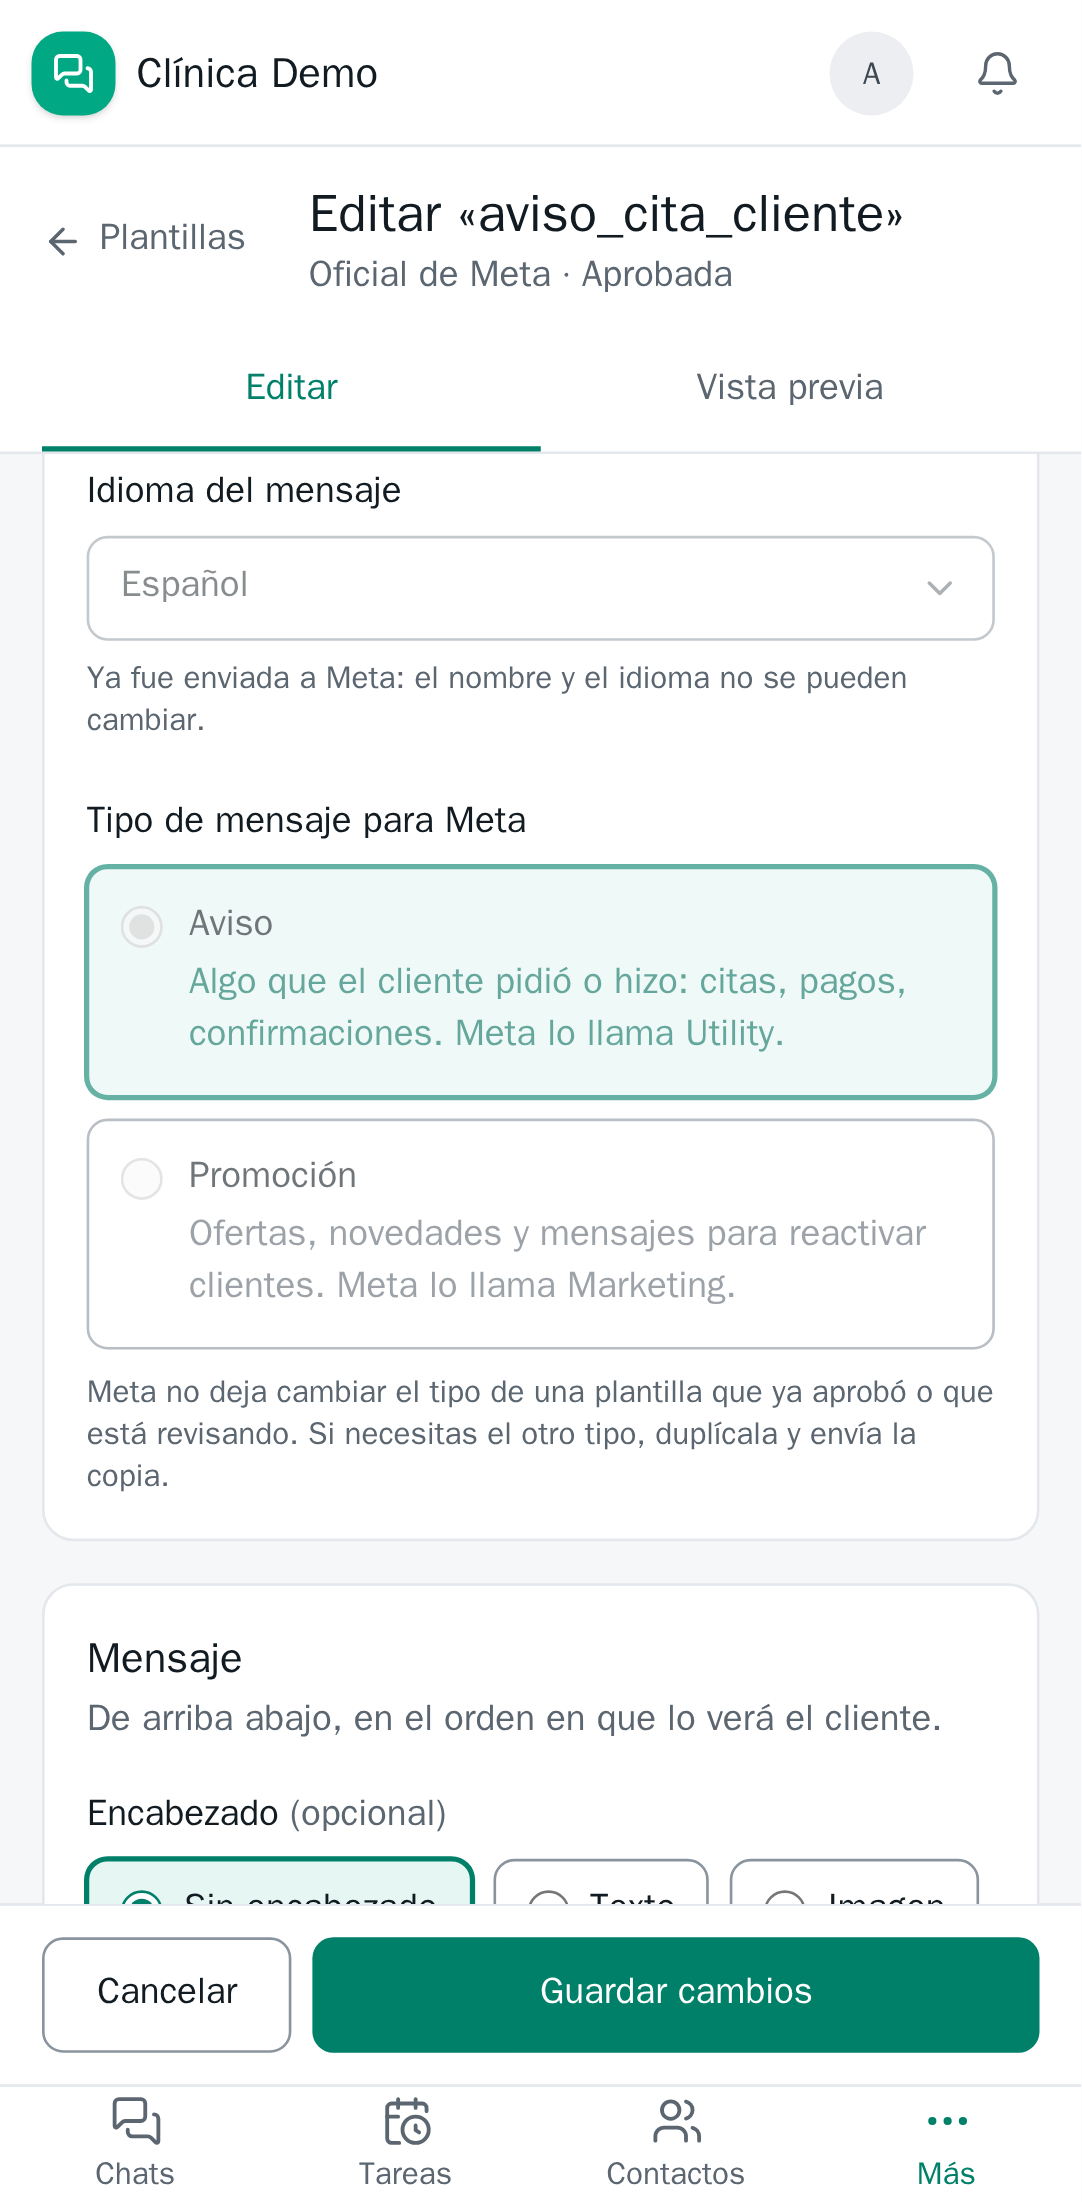 Clínica Demo
A
Plantillas
Editar «aviso_cita_cliente»
Oficial de Meta · Aprobada
Editar
Vista previa
Idioma del mensaje
Español
Ya fue enviada a Meta: el nombre y el idioma no se pueden
cambiar.
Tipo de mensaje para Meta
Aviso
Algo que el cliente pidió o hizo: citas, pagos,
confirmaciones. Meta lo llama Utility.
Promoción
Ofertas, novedades y mensajes para reactivar
clientes. Meta lo llama Marketing.
Meta no deja cambiar el tipo de una plantilla que ya aprobó o que
está revisando. Si necesitas el otro tipo, duplícala y envía la
copia.
Mensaje
De arriba abajo, en el orden en que lo verá el cliente.
Encabezado (opcional)
Sin encabezado
Texto
Imagen
Cancelar
Guardar cambios
Chats
Tareas
Contactos
Más